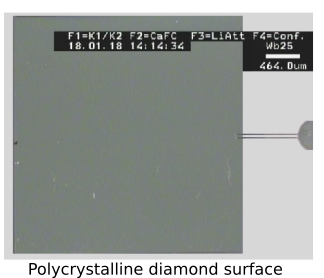 F1=K1/K2 F2=CaFC F3=LiAtt F4=Conf.
18.01.18 14:14:34 Wb25
464.0um
Polycrystalline diamond surface